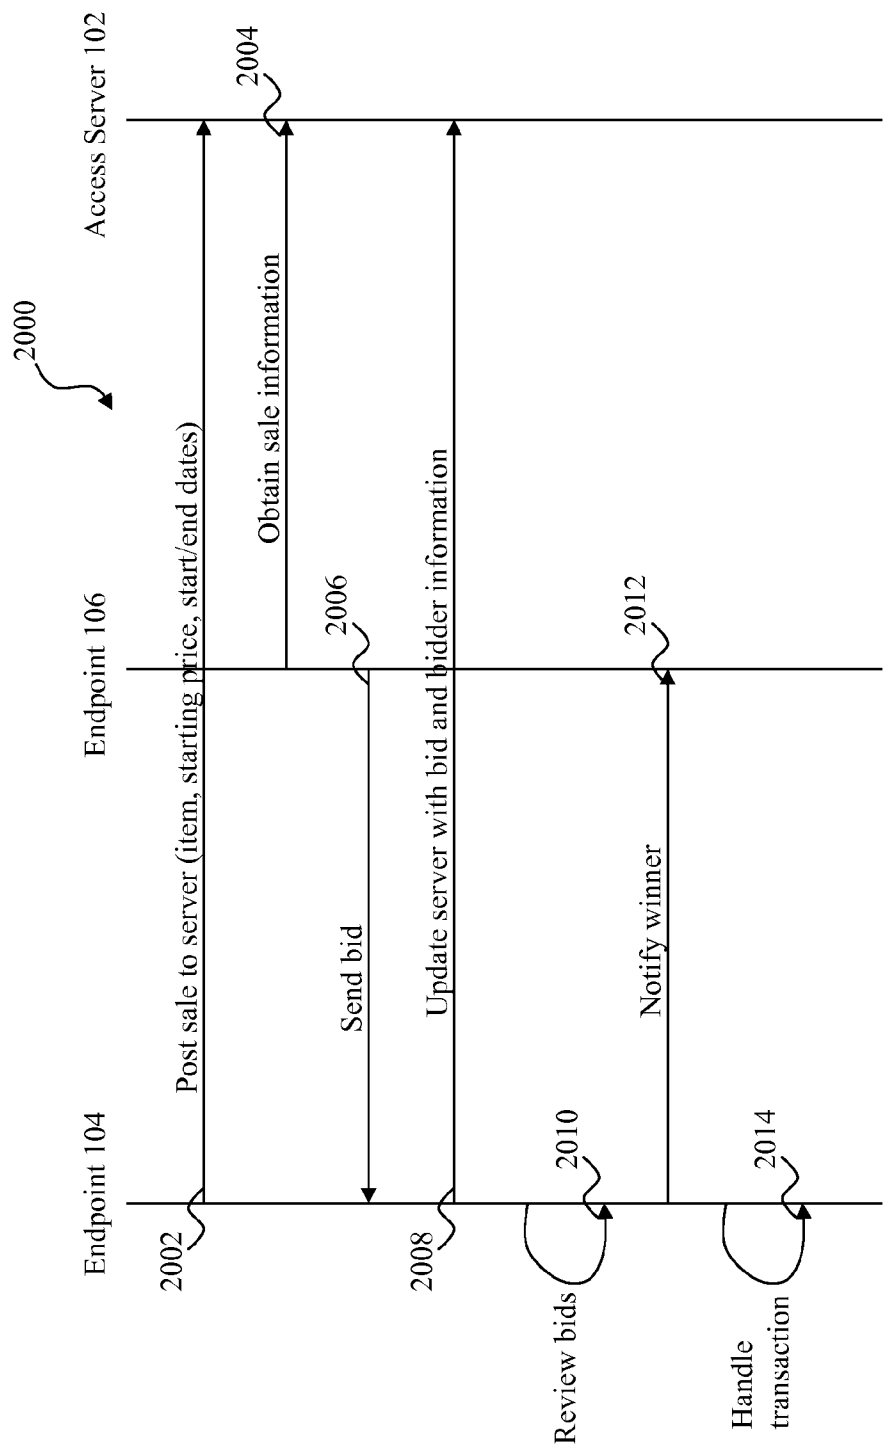 2000
Endpoint 104
Endpoint 106
Access Server 102
2002
Post sale to server (item, starting price, start/end dates)
Obtain sale information
2004
Send bid
2006
2008
Update server with bid and bidder information
Review bids
2010
Notify winner
2012
Handle
transaction
2014